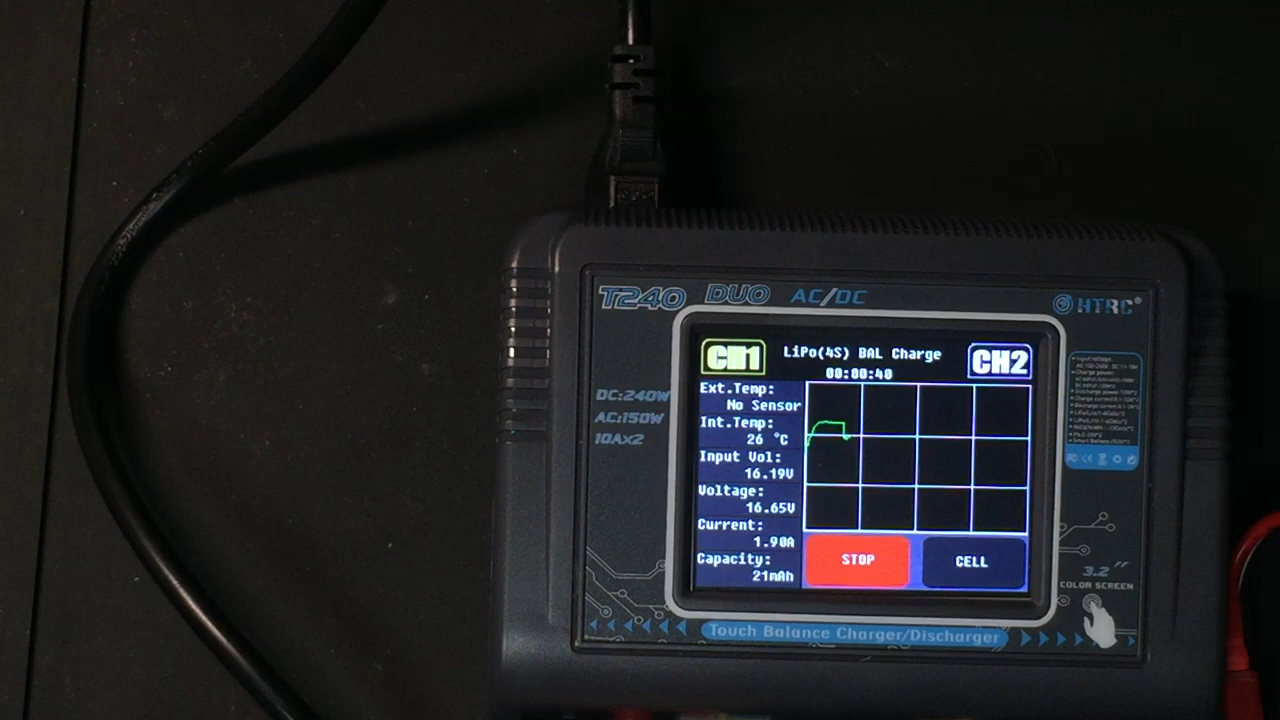 T240 DUO AC/DC
HTRC®
CH1
LiPo(4S) BAL Charge
CH2
00:00:40
DC:240W
AC:150W
10Ax2
Ext.Temp:
No Sensor
Int.Temp:
26 °C
Input Vol:
16.19V
Voltage:
16.65V
Current:
1.90A
Capacity:
21mAh
STOP
CELL
3.2″
COLOR SCREEN
Touch Balance Charger/Discharger